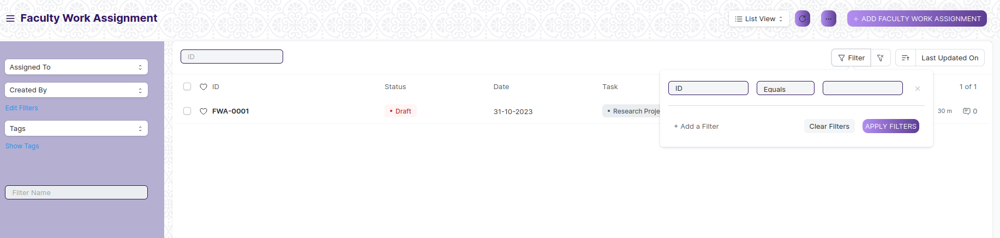 Faculty Work Assignment
List View
...
+ ADD FACULTY WORK ASSIGNMENT
Assigned To
Created By
Edit Filters
Tags
Show Tags
Filter Name
ID
Filter
Last Updated On
ID Status Date Task 1 of 1
FWA-0001 • Draft 31-10-2023 • Research Proje 30 m 0
ID Equals ×
+ Add a Filter Clear Filters APPLY FILTERS